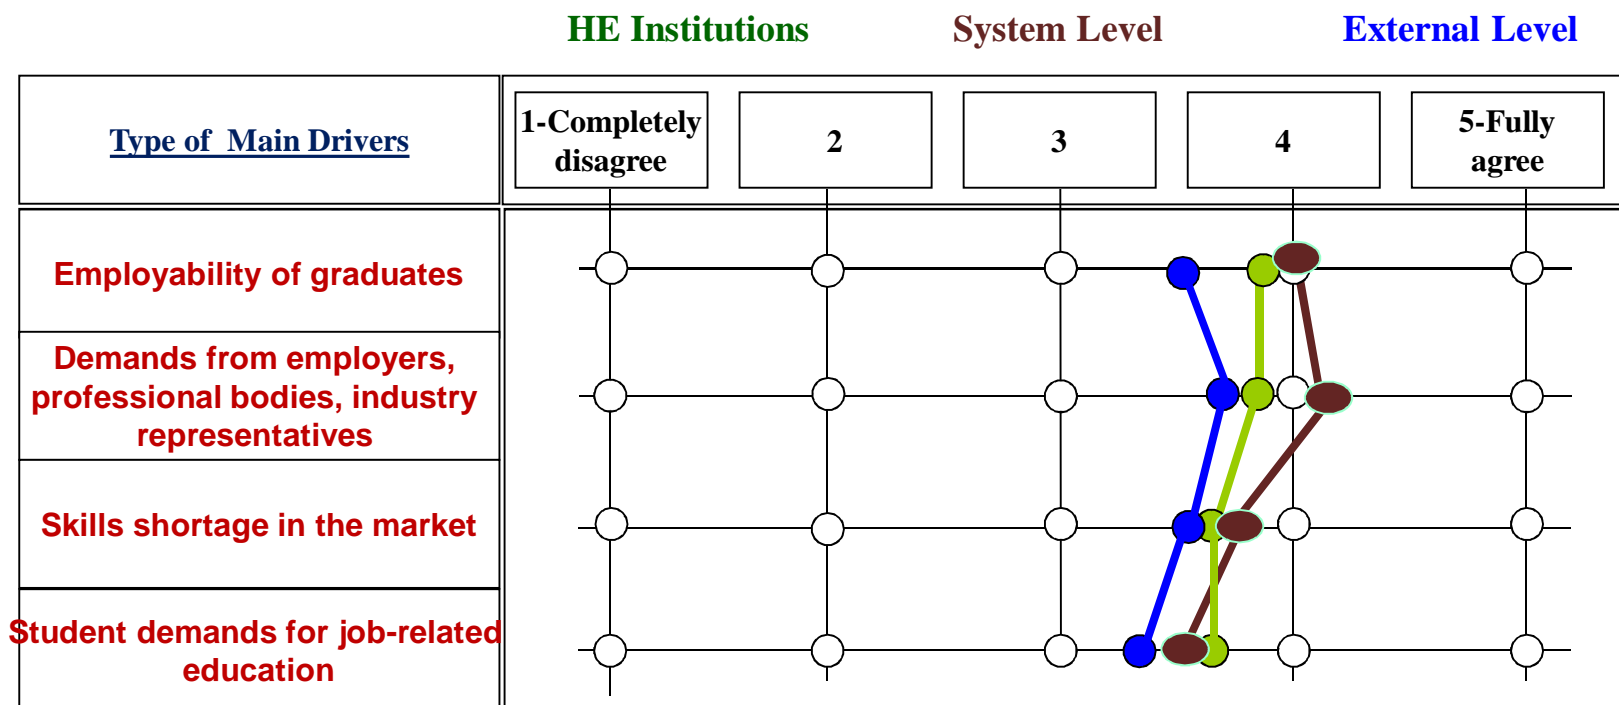 HE Institutions System Level External Level
Type of Main Drivers
1-Completely
disagree
2
3
4
5-Fully
agree
Employability of graduates
Demands from employers,
professional bodies, industry
representatives
Skills shortage in the market
Student demands for job-related
education